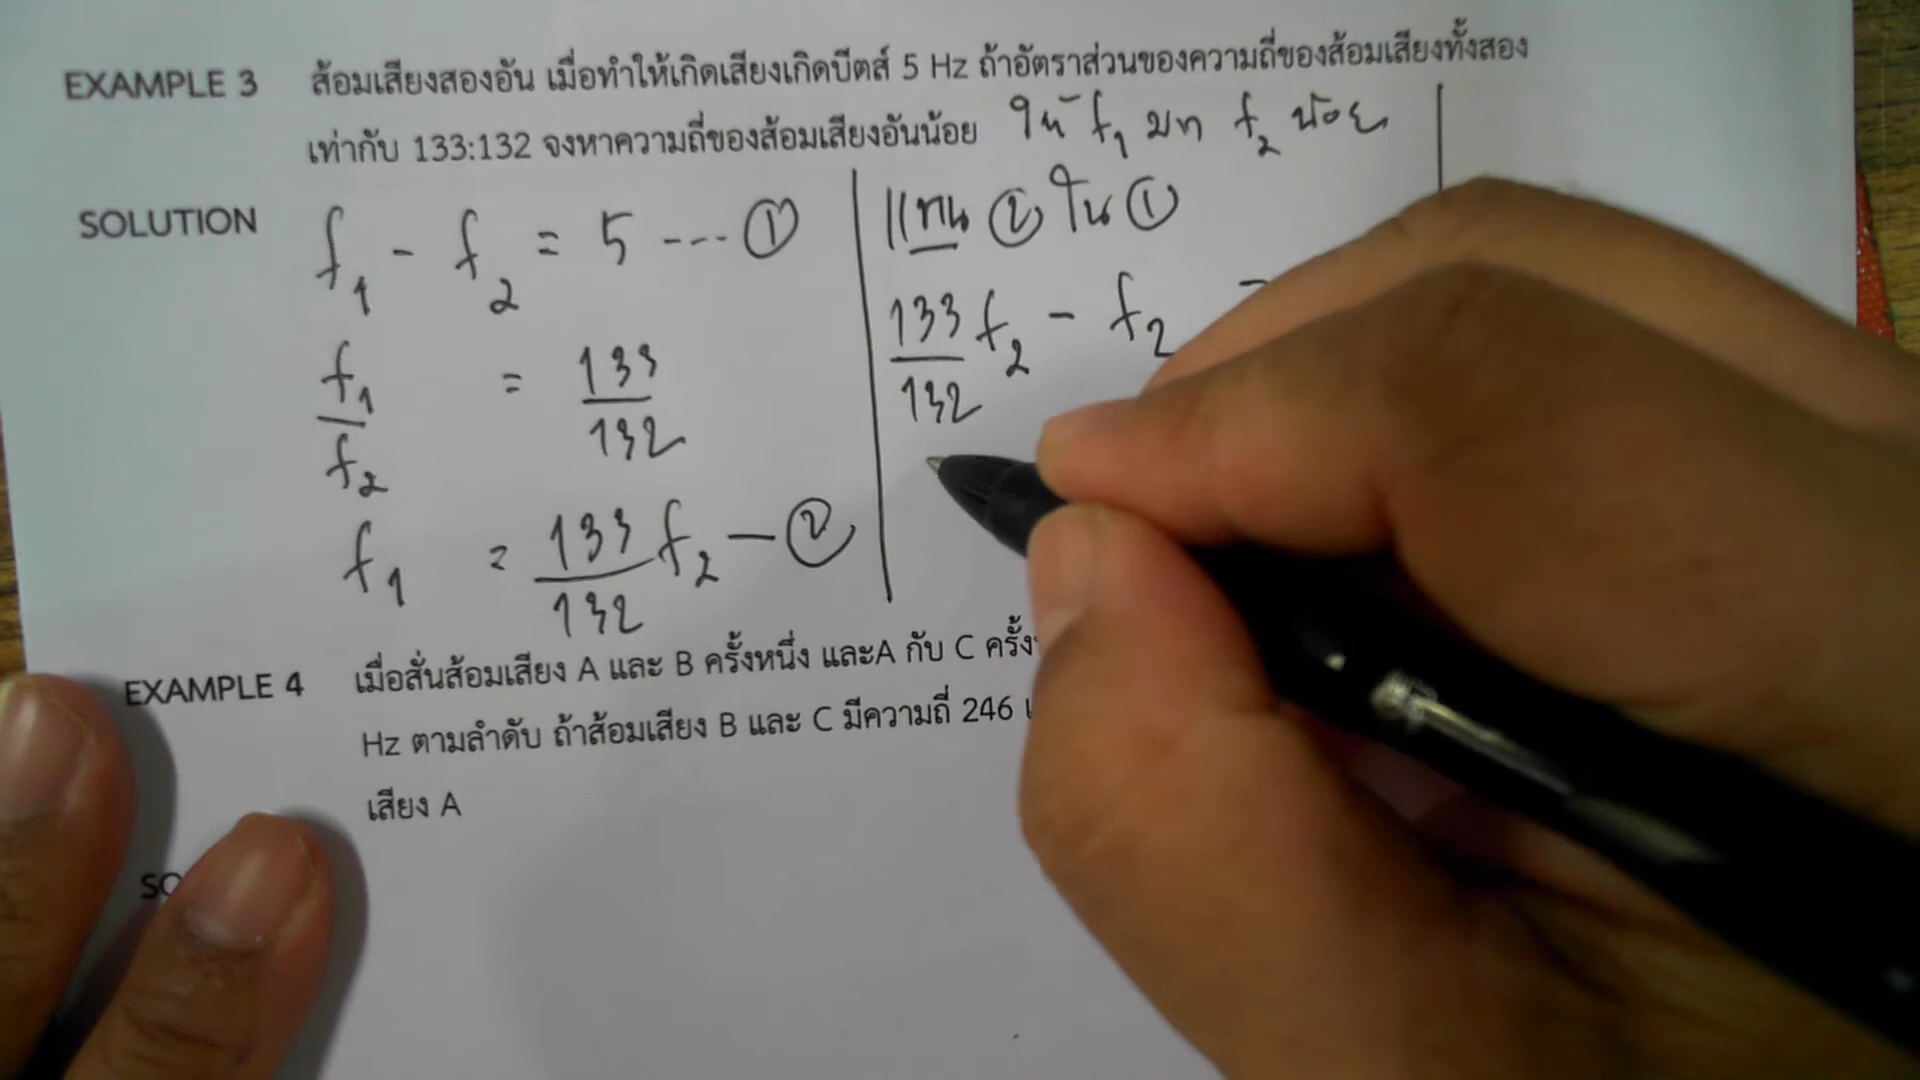 EXAMPLE 3 ส้อมเสียงสองอัน เมื่อทำให้เกิดเสียงเกิดบีตส์ 5 Hz ถ้าอัตราส่วนของความถี่ของส้อมเสียงทั้งสอง
เท่ากับ 133:132 จงหาความถี่ของส้อมเสียงอันน้อย ให้ f₁ มาก f₂ น้อย
SOLUTION
f₁ - f₂ = 5 ---- ①
f₁/f₂ = 133/132
f₁ = 133/132 f₂ — ②
แทน ② ใน ①
133/132 f₂ - f₂
EXAMPLE 4 เมื่อสั่นส้อมเสียง A และ B ครั้งหนึ่ง และA กับ C ครั้ง
Hz ตามลำดับ ถ้าส้อมเสียง B และ C มีความถี่ 246
เสียง A
SO